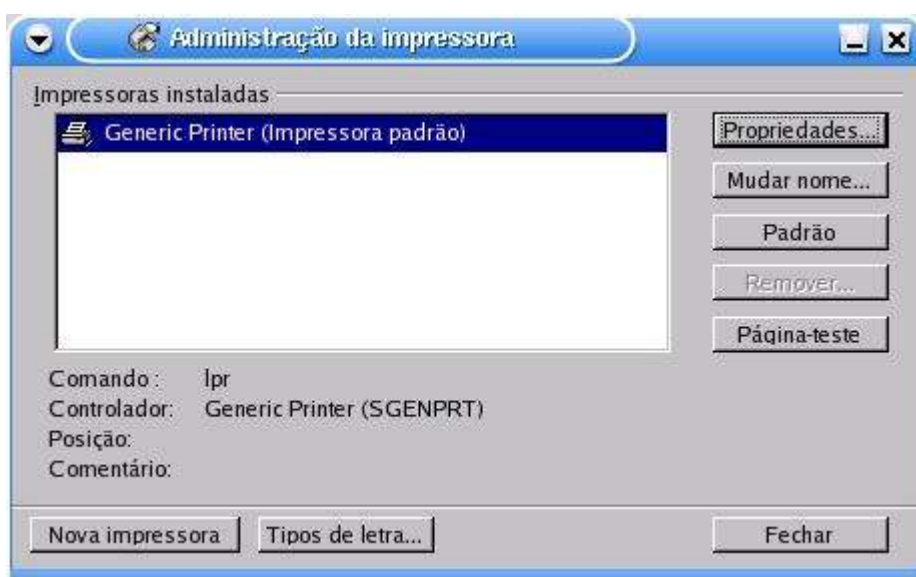 Administração da impressora
Impressoras instaladas
Generic Printer (Impressora padrão)
Propriedades...
Mudar nome...
Padrão
Remover...
Página-teste
Comando : lpr
Controlador: Generic Printer (SGENPRT)
Posição:
Comentário:
Nova impressora Tipos de letra... Fechar